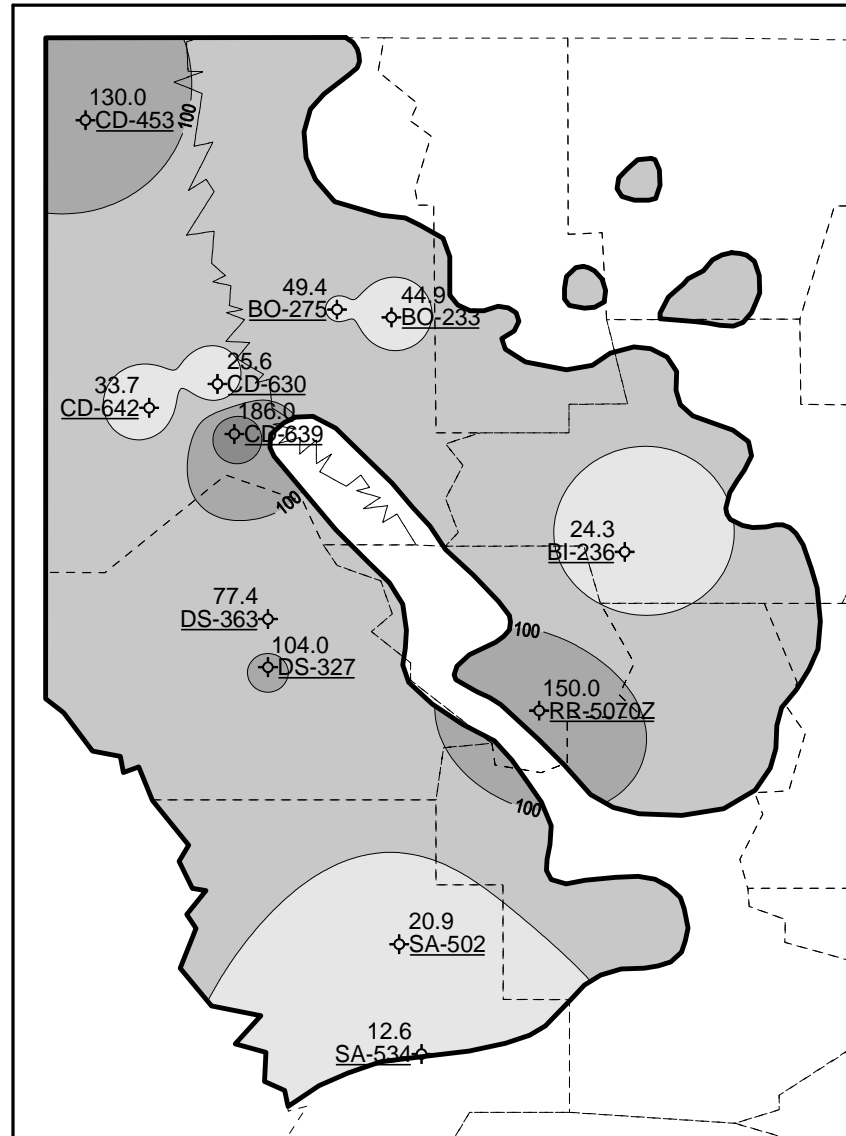 130.0
CD-453
100
49.4
BO-275
44.9
BO-233
25.6
CD-630
33.7
CD-642
186.0
CD-639
100
24.3
BI-236
77.4
DS-363
100
104.0
DS-327
150.0
RR-5070Z
100
20.9
SA-502
12.6
SA-534